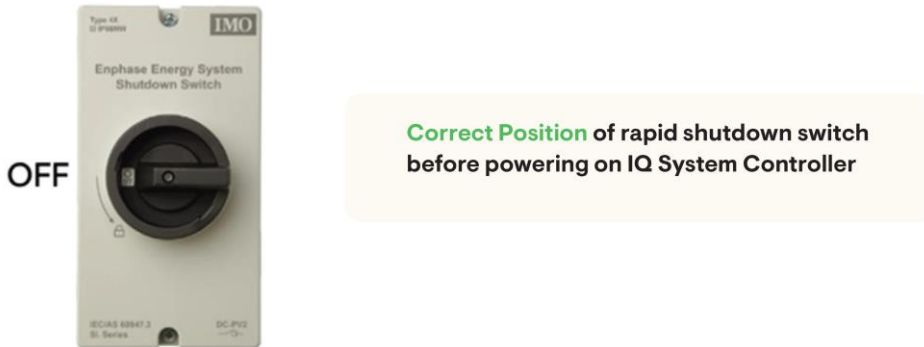 Type 4X
IMO
Enphase Energy System
Shutdown Switch
OFF
Correct Position of rapid shutdown switch
before powering on IQ System Controller
IEC/AS 60947.3
SI. Series
DC-PV2